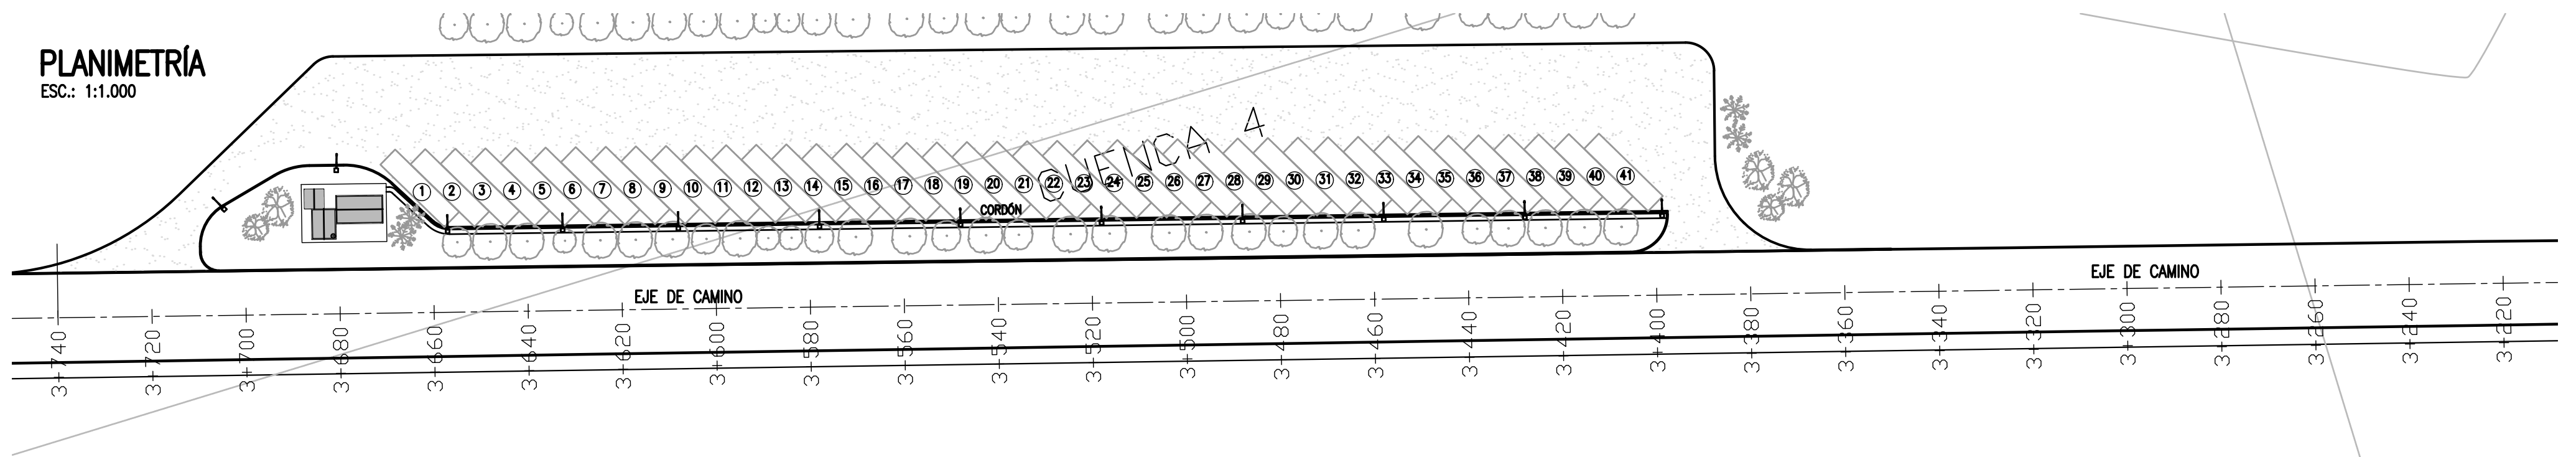 PLANIMETRÍA
ESC.: 1:1.000
CUENCA 4
1 2 3 4 5 6 7 8 9 10 11 12 13 14 15 16 17 18 19 20 21 22 23 24 25 26 27 28 29 30 31 32 33 34 35 36 37 38 39 40 41
CORDÓN
EJE DE CAMINO
EJE DE CAMINO
3+740 3+720 3+700 3+680 3+660 3+640 3+620 3+600 3+580 3+560 3+540 3+520 3+500 3+480 3+460 3+440 3+420 3+400 3+380 3+360 3+340 3+320 3+300 3+280 3+260 3+240 3+220